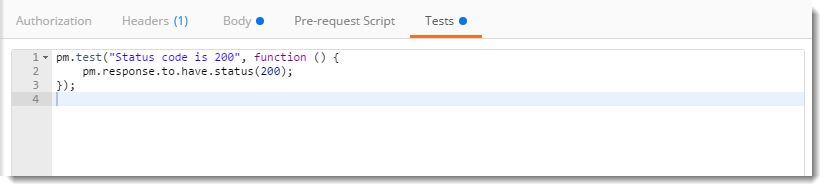 Authorization Headers (1) Body Pre-request Script Tests
1 pm.test("Status code is 200", function () {
2 pm.response.to.have.status(200);
3 });
4